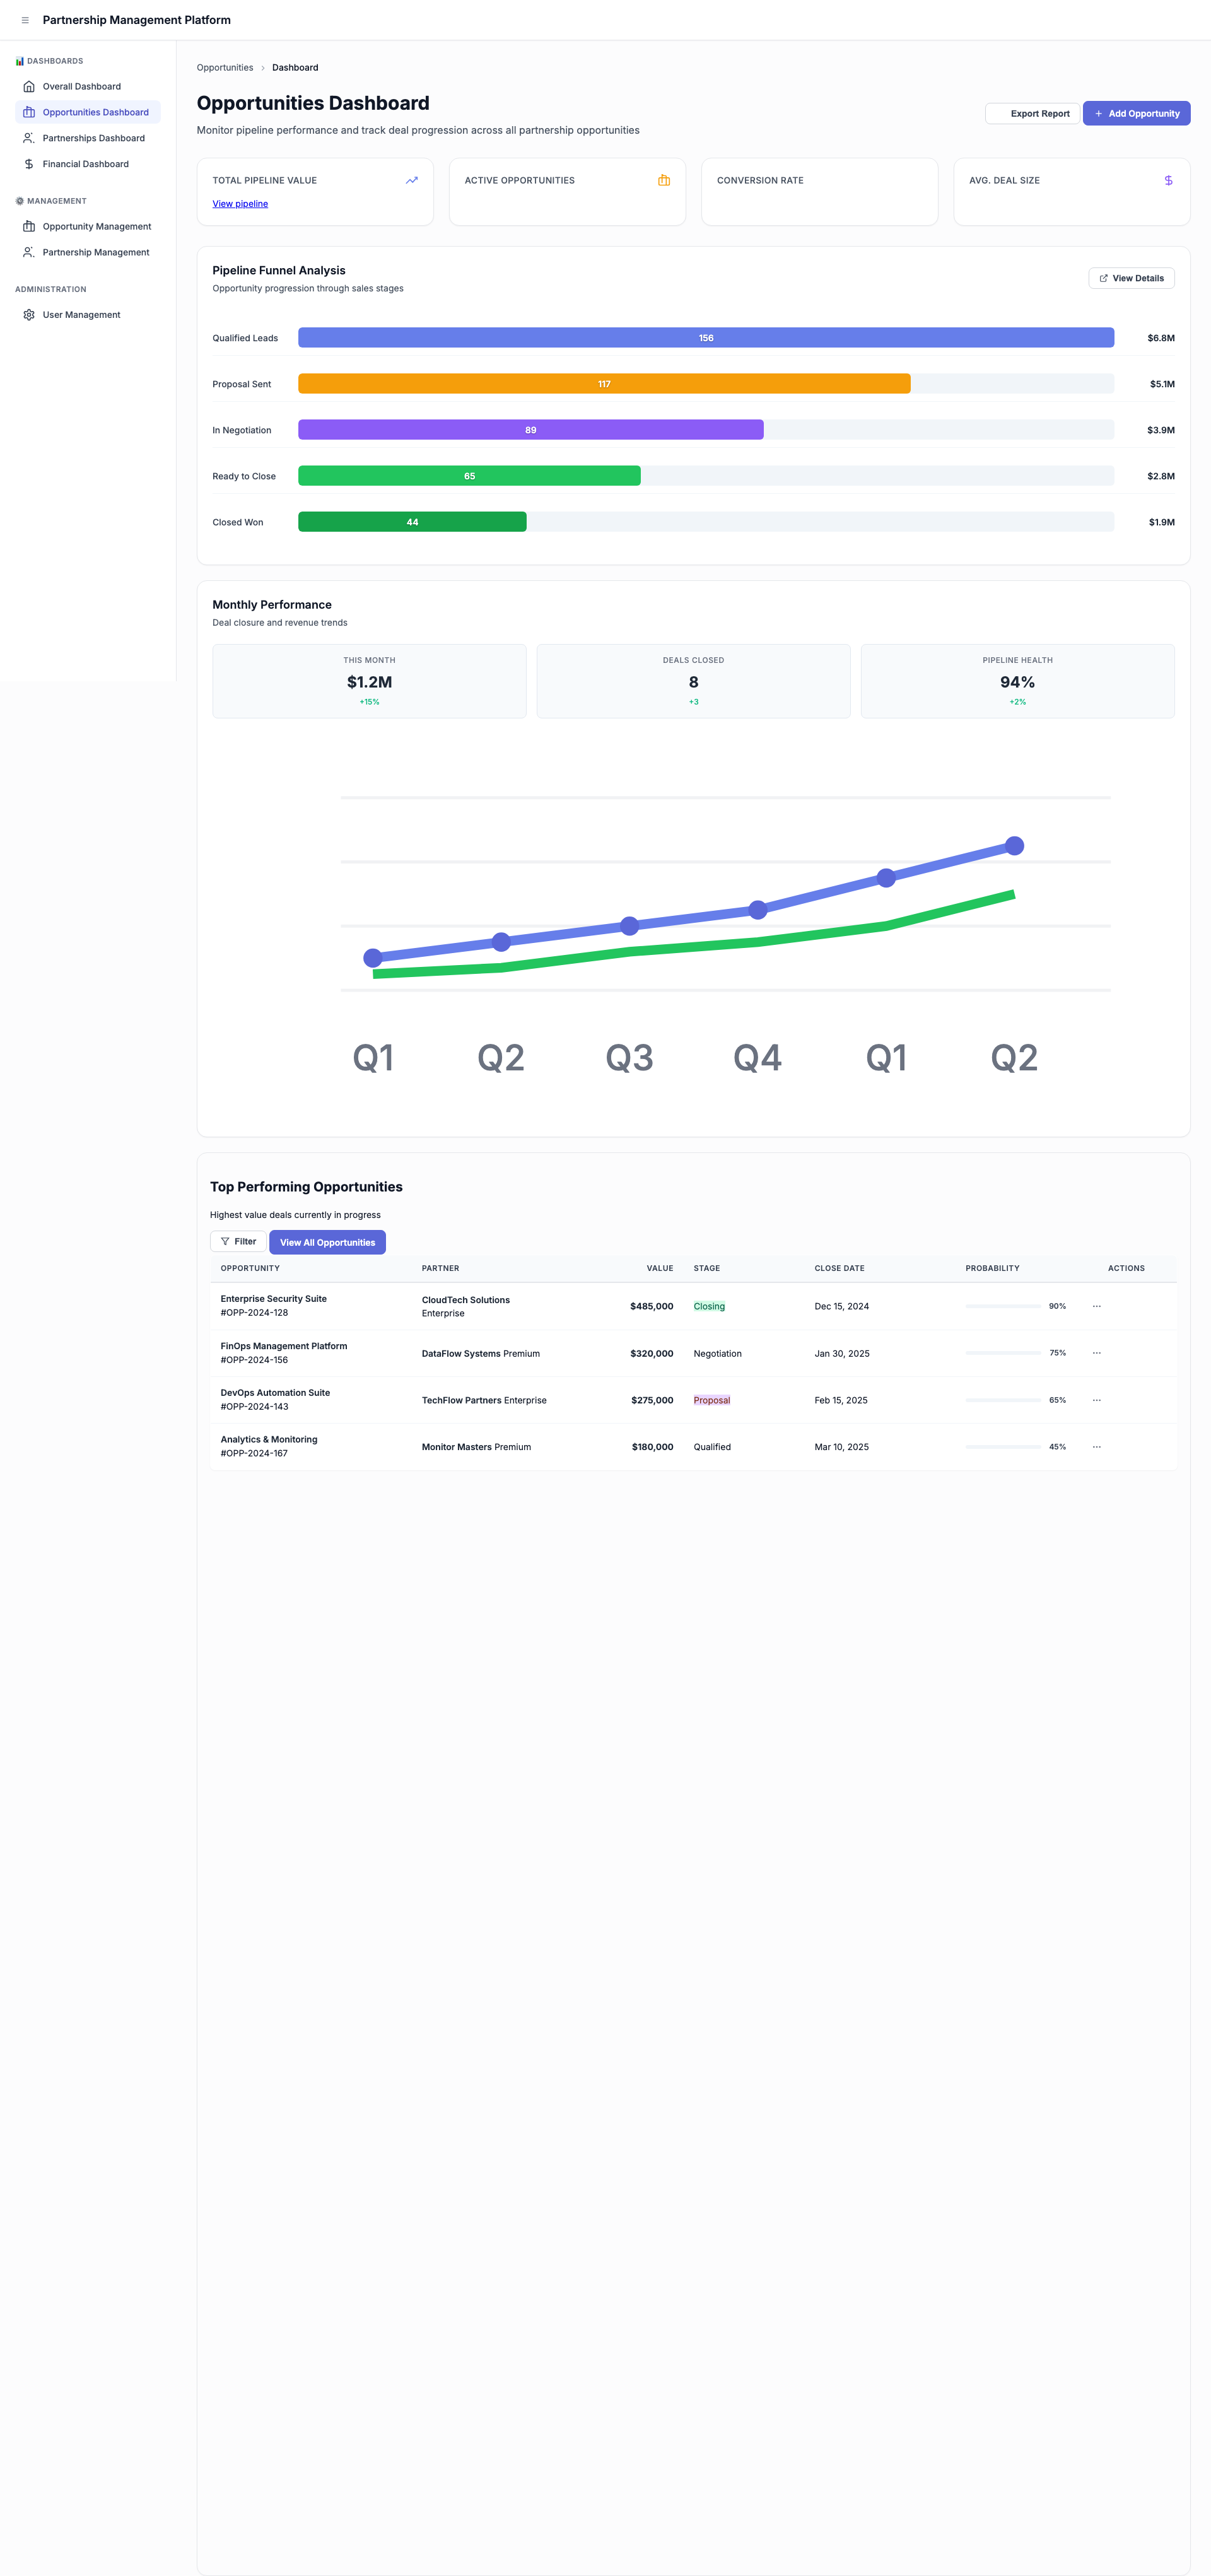 Partnership Management Platform
DASHBOARDS
Overall Dashboard
Opportunities Dashboard
Partnerships Dashboard
Financial Dashboard
MANAGEMENT
Opportunity Management
Partnership Management
ADMINISTRATION
User Management
Opportunities › Dashboard
Opportunities Dashboard
Monitor pipeline performance and track deal progression across all partnership opportunities
Export Report
+ Add Opportunity
TOTAL PIPELINE VALUE
View pipeline
ACTIVE OPPORTUNITIES
CONVERSION RATE
AVG. DEAL SIZE
Pipeline Funnel Analysis
Opportunity progression through sales stages
View Details
Qualified Leads 156 $6.8M
Proposal Sent 117 $5.1M
In Negotiation 89 $3.9M
Ready to Close 65 $2.8M
Closed Won 44 $1.9M
Monthly Performance
Deal closure and revenue trends
THIS MONTH
$1.2M
+15%
DEALS CLOSED
8
+3
PIPELINE HEALTH
94%
+2%
Q1 Q2 Q3 Q4 Q1 Q2
Top Performing Opportunities
Highest value deals currently in progress
Filter
View All Opportunities
OPPORTUNITY PARTNER VALUE STAGE CLOSE DATE PROBABILITY ACTIONS
Enterprise Security Suite
#OPP-2024-128
CloudTech Solutions
Enterprise
$485,000 Closing Dec 15, 2024 90% ...
FinOps Management Platform
#OPP-2024-156
DataFlow Systems Premium $320,000 Negotiation Jan 30, 2025 75% ...
DevOps Automation Suite
#OPP-2024-143
TechFlow Partners Enterprise $275,000 Proposal Feb 15, 2025 65% ...
Analytics & Monitoring
#OPP-2024-167
Monitor Masters Premium $180,000 Qualified Mar 10, 2025 45% ...